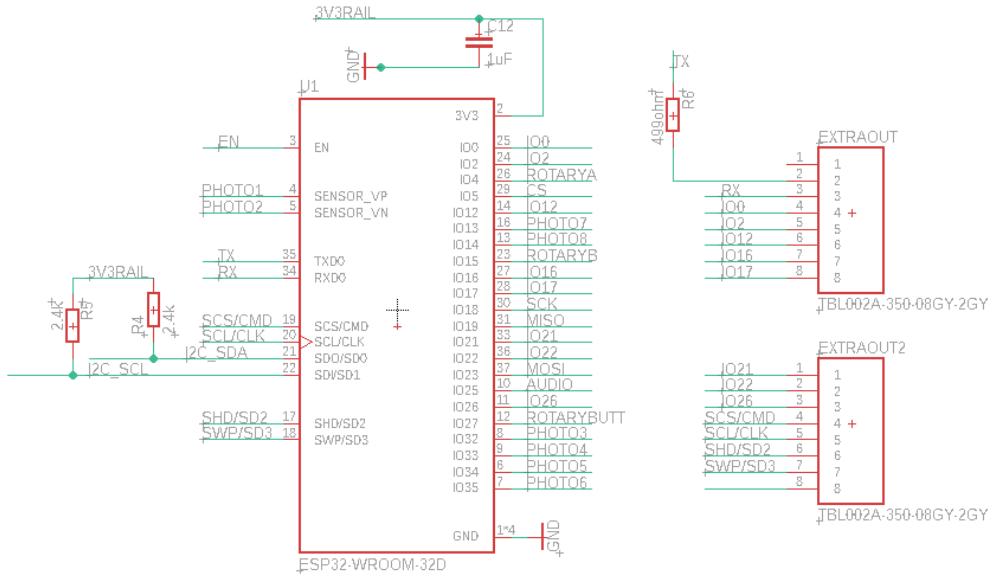 3V3RAIL
C12
1uF
GND
U1
3V3 2
EN 3 EN
PHOTO1 4 SENSOR_VP
PHOTO2 5 SENSOR_VN
TX 35 TXD0
RX 34 RXD0
SCS/CMD 19 SCS/CMD
SCL/CLK 20 SCL/CLK
I2C_SDA 21 SDO/SD0
I2C_SCL 22 SDI/SD1
SHD/SD2 17 SHD/SD2
SWP/SD3 18 SWP/SD3
3V3RAIL
2.4k
R5
R4
2.4k
IO0 25 IO0
IO2 24 IO2
IO4 26 ROTARYA
IO5 29 CS
IO12 14 IO12
IO13 16 PHOTO7
IO14 13 PHOTO8
IO15 23 ROTARYB
IO16 27 IO16
IO17 28 IO17
IO18 30 SCK
IO19 31 MISO
IO21 33 IO21
IO22 36 IO22
IO23 37 MOSI
IO25 10 AUDIO
IO26 11 IO26
IO27 12 ROTARYBUTT
IO32 8 PHOTO3
IO33 9 PHOTO4
IO34 6 PHOTO5
IO35 7 PHOTO6
GND 1*4 GND
ESP32-WROOM-32D
TX
499ohm
R6
EXTRAOUT
1 1
2 2
RX 3 3
IO0 4 4
IO2 5 5
IO12 6 6
IO16 7 7
IO17 8 8
TBL002A-350-08GY-2GY
EXTRAOUT2
IO21 1 1
IO22 2 2
IO26 3 3
SCS/CMD 4 4
SCL/CLK 5 5
SHD/SD2 6 6
SWP/SD3 7 7
8 8
TBL002A-350-08GY-2GY